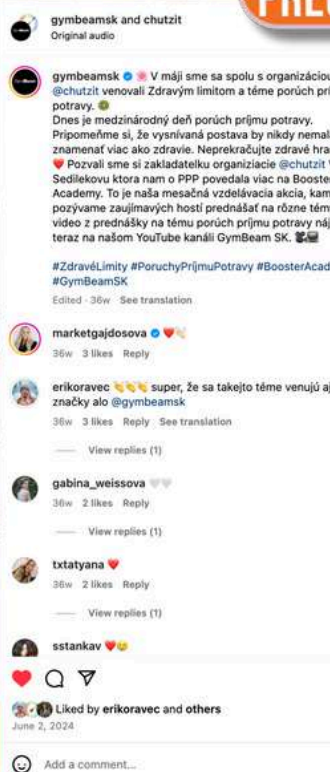 gymbeamsk and chutzit
Original audio
gymbeamsk V máji sme sa spolu s organizáciou
@chutzit venovali Zdravým limitom a téme porúch prí
potravy.
Dnes je medzinárodný deň porúch príjmu potravy.
Pripomeňme si, že vysnívaná postava by nikdy nemal
znamenať viac ako zdravie. Neprekračujte zdravé hra
Pozvali sme si zakladatelku organiziacie @chutzit
Sedilekovu ktora nam o PPP povedala viac na Booste
Academy. To je naša mesačná vzdelávacia akcia, kam
pozývame zaujímavých hostí prednášať na rôzne tém
video z prednášky na tému porúch príjmu potravy náj
teraz na našom YouTube kanáli GymBeam SK.
#ZdravéLimity #PoruchyPríjmuPotravy #BoosterAcad
#GymBeamSK
Edited · 36w See translation
marketgajdosova
36w 3 likes Reply
erikoravec super, že sa takejto téme venujú aj
značky alo @gymbeamsk
36w 3 likes Reply See translation
View replies (1)
gabina_weissova
36w 2 likes Reply
View replies (1)
txtatyana
36w 2 likes Reply
View replies (1)
sstankav
Liked by erikoravec and others
June 2, 2024
Add a comment...